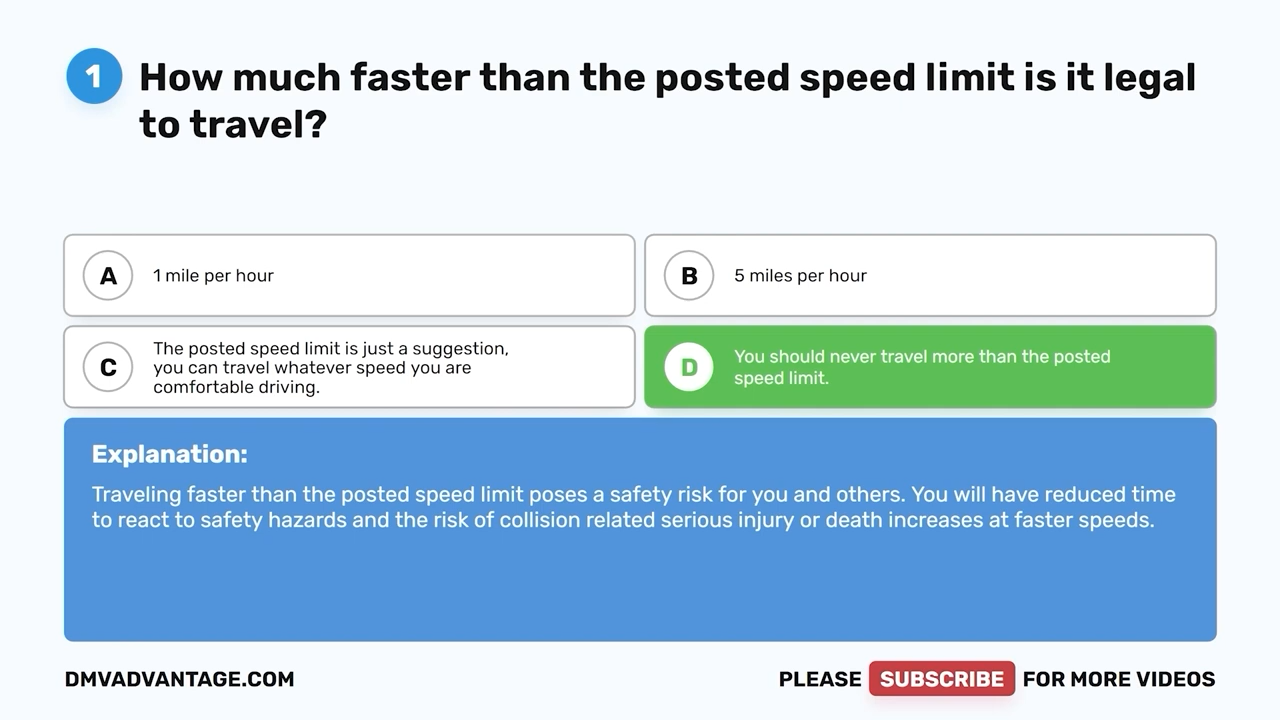 1
How much faster than the posted speed limit is it legal
to travel?
A
1 mile per hour
B
5 miles per hour
C
The posted speed limit is just a suggestion,
you can travel whatever speed you are
comfortable driving.
D
You should never travel more than the posted
speed limit.
Explanation:
Traveling faster than the posted speed limit poses a safety risk for you and others. You will have reduced time
to react to safety hazards and the risk of collision related serious injury or death increases at faster speeds.
DMVADVANTAGE.COM
PLEASE SUBSCRIBE FOR MORE VIDEOS